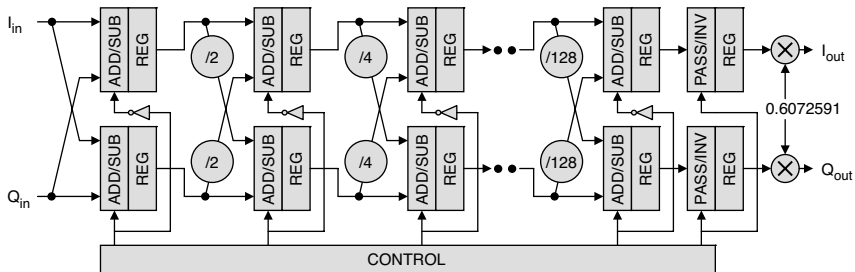 I_in
ADD/SUB
REG
/2
ADD/SUB
REG
/4
ADD/SUB
REG
/128
ADD/SUB
REG
PASS/INV
REG
I_out
0.6072591
Q_in
ADD/SUB
REG
/2
ADD/SUB
REG
/4
ADD/SUB
REG
/128
ADD/SUB
REG
PASS/INV
REG
Q_out
CONTROL